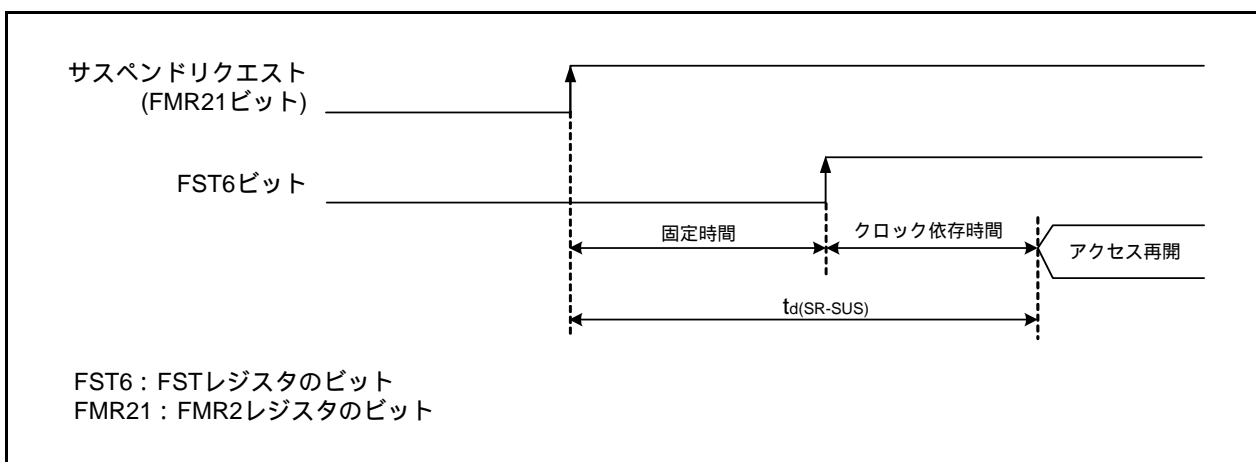 サスペンドリクエスト
(FMR21ビット)
FST6ビット
固定時間
クロック依存時間
アクセス再開
td(SR-SUS)
FST6：FSTレジスタのビット
FMR21：FMR2レジスタのビット